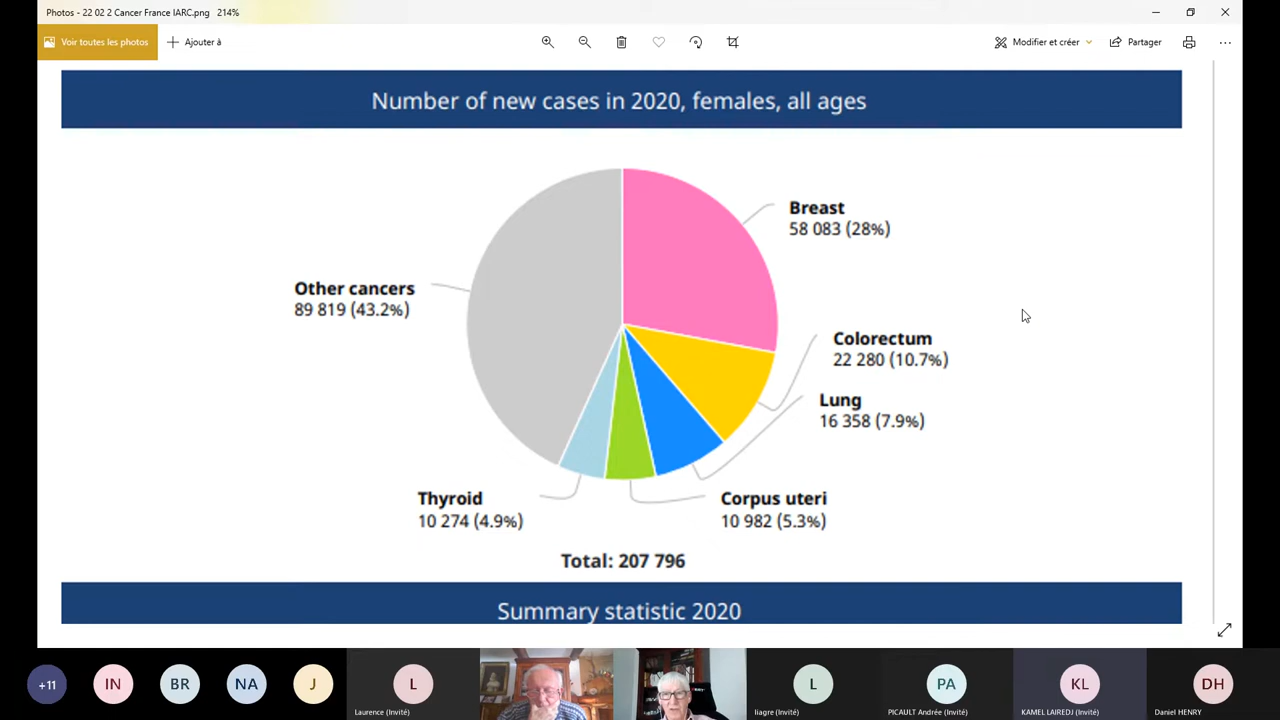 Photos - 22 02 2 Cancer France IARC.png 214%
Voir toutes les photos
Ajouter à
Modifier et créer
Partager
Number of new cases in 2020, females, all ages
Breast
58 083 (28%)
Other cancers
89 819 (43.2%)
Colorectum
22 280 (10.7%)
Lung
16 358 (7.9%)
Thyroid
10 274 (4.9%)
Corpus uteri
10 982 (5.3%)
Total: 207 796
Summary statistic 2020
+11
IN
BR
NA
J
L
L
PA
KL
DH
Laurence (Invité)
liagre (Invité)
PICAULT Andrée (Invité)
KAMEL LAIREDJ (Invité)
Daniel HENRY